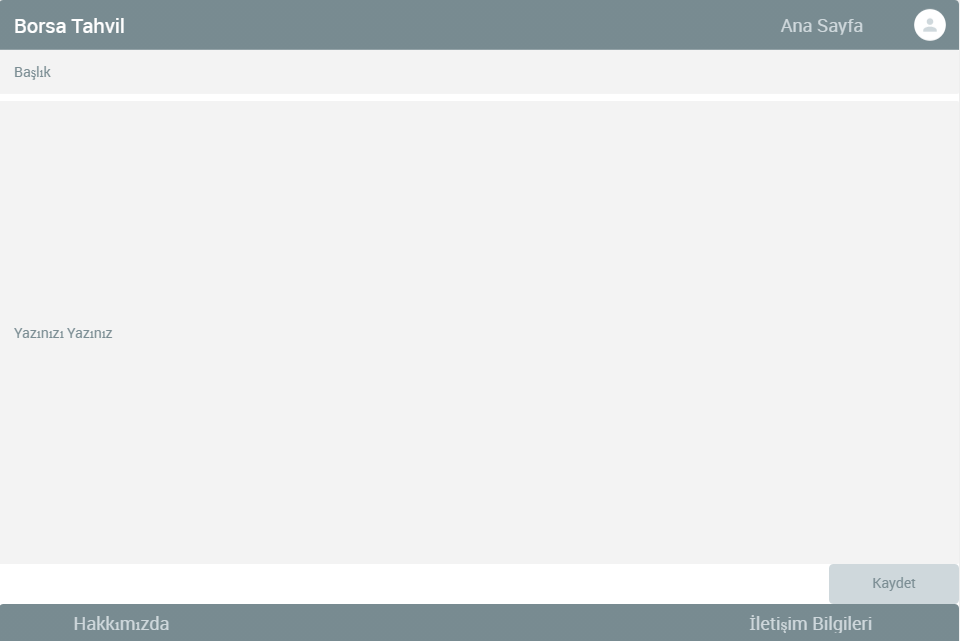 Borsa Tahvil
Ana Sayfa
Başlık
Yazınızı Yazınız
Kaydet
Hakkımızda
İletişim Bilgileri